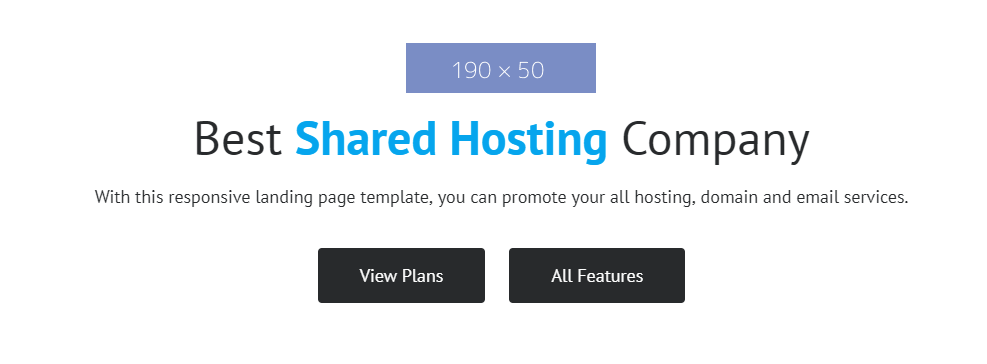 190 × 50
Best Shared Hosting Company
With this responsive landing page template, you can promote your all hosting, domain and email services.
View Plans All Features